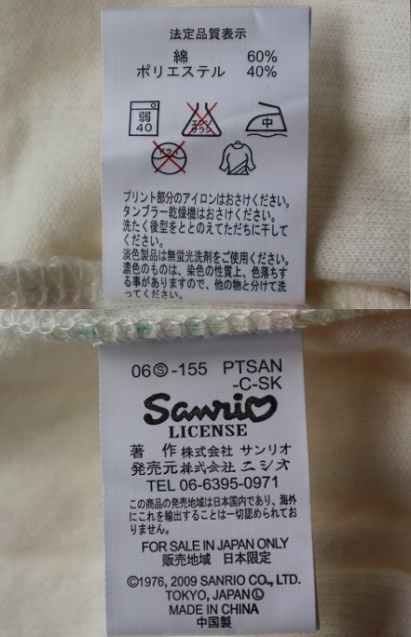 法定品質表示
綿 60%
ポリエステル 40%
弱
40
エンソ
サラシ
中
ドライ
プリント部分のアイロンはおさけください。
タンブラー乾燥機はおさけください。
洗たく後型をととのえてただちに干して
ください。
淡色製品は無蛍光洗剤をご使用ください。
濃色のものは、染色の性質上、色落ちす
る事がありますので、他の物と分けて洗
ってください。
06Ⓢ-155 PTSAN
-C-SK
Sanrio
LICENSE
著 作 株式会社 サンリオ
発売元 株式会社 ニシオ
TEL 06-6395-0971
この商品の発売地域は日本国内であり、海外
にこれを輸出することは一切認められてお
りません。
FOR SALE IN JAPAN ONLY
販売地域 日本限定
©1976, 2009 SANRIO CO., LTD.
TOKYO, JAPANⓁ
MADE IN CHINA
中国製